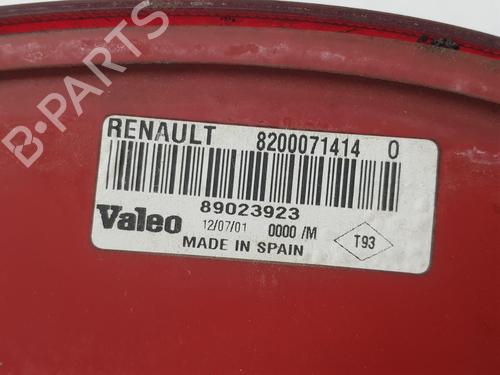 RENAULT 8200071414 0
89023923
Valeo 12/07/01 0000 /M
MADE IN SPAIN
T93
B-PARTS